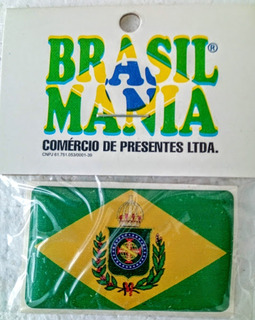 BRASIL®
MANIA
COMÉRCIO DE PRESENTES LTDA.